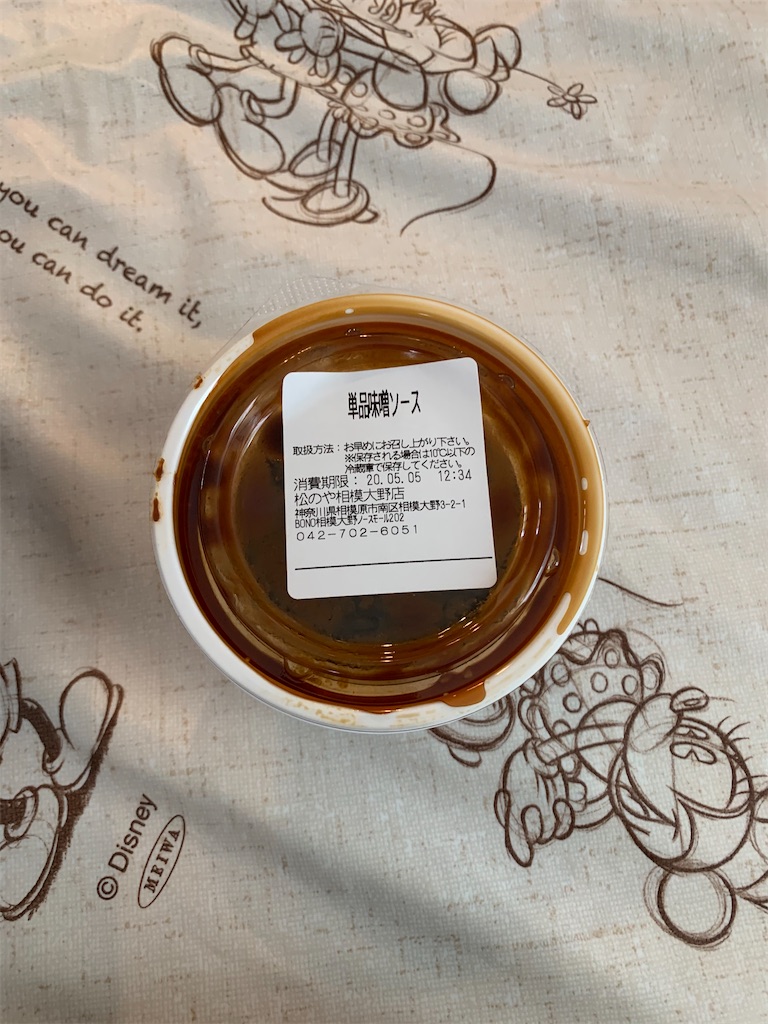 you can dream it,
you can do it.
単品味噌ソース
取扱方法：お早めにお召し上がり下さい。
※保存される場合は10℃以下の
冷蔵庫で保存してください。
消費期限： 20.05.05 12:34
松のや相模大野店
神奈川県相模原市南区相模大野3-2-1
BONO相模大野ﾉｰｽﾓｰﾙ202
042-702-6051
© Disney
MEIWA